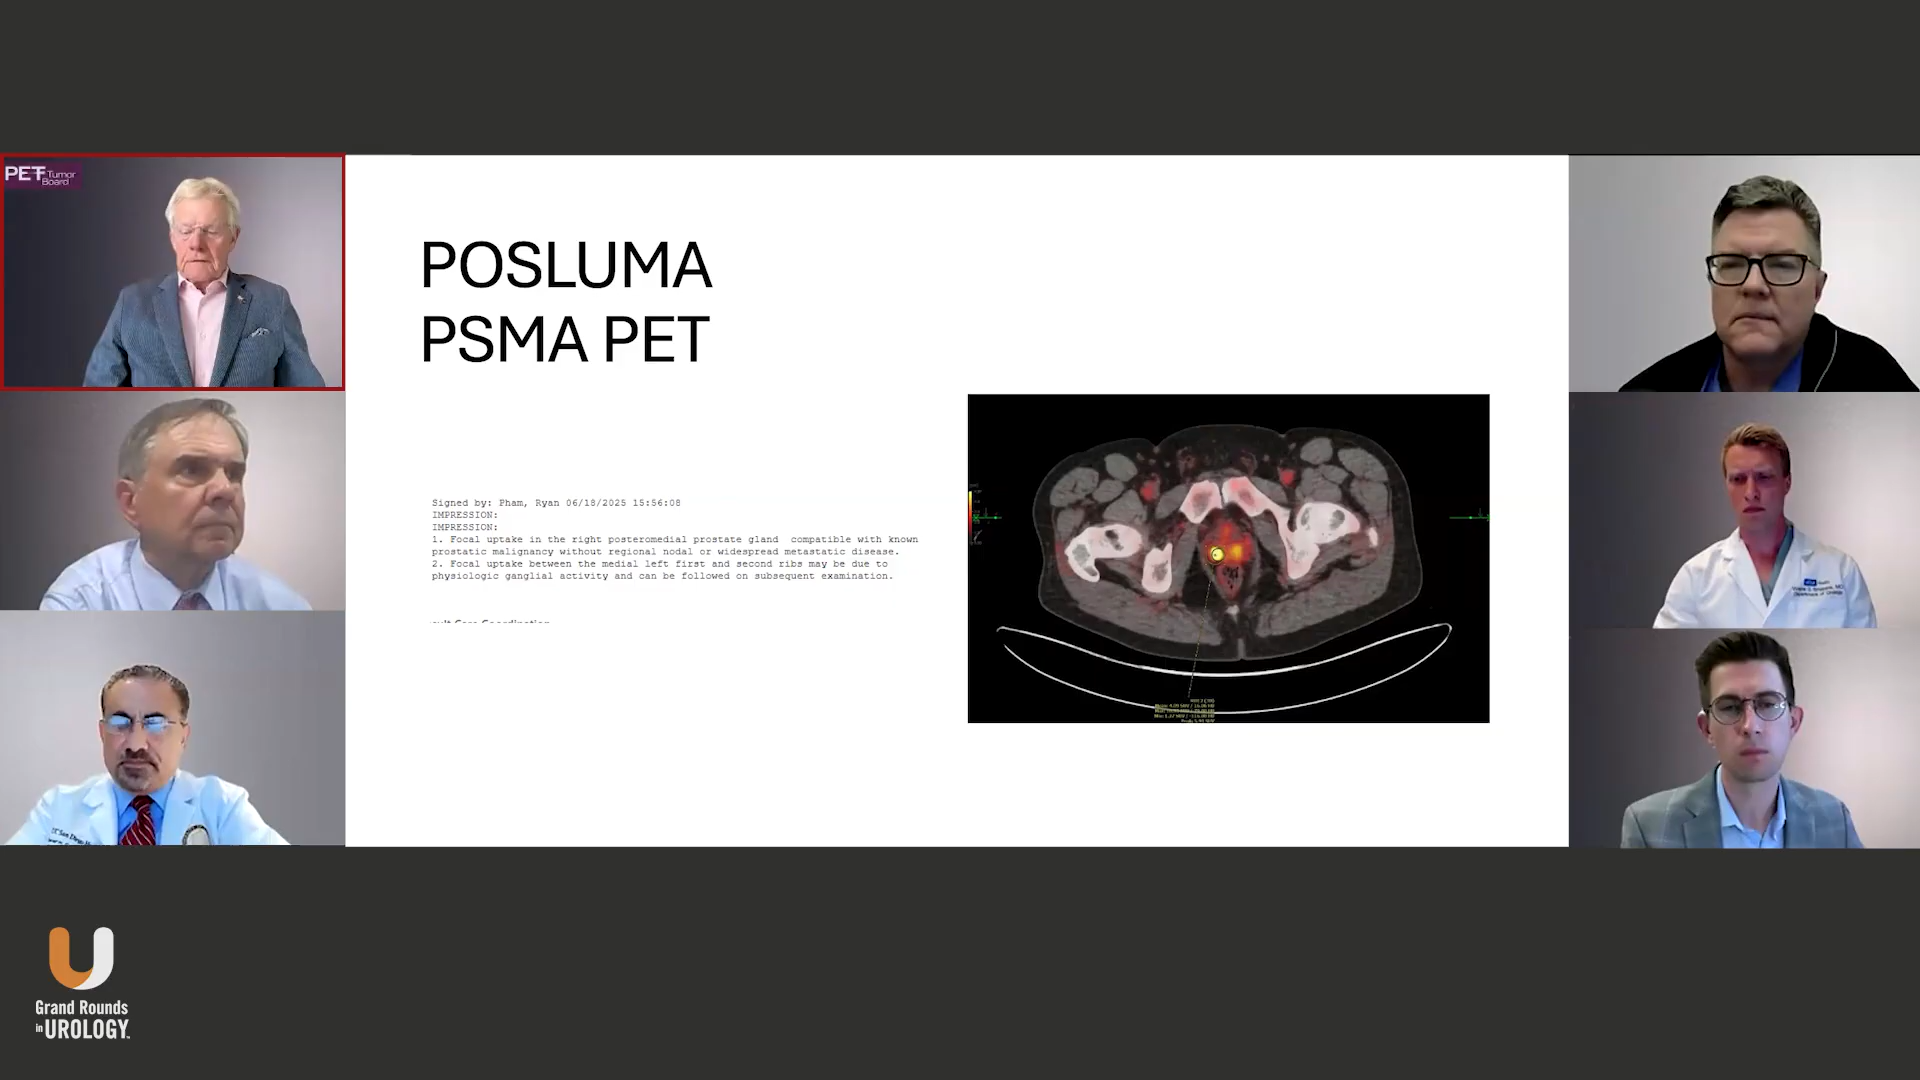 PET Tumor
Board
POSLUMA
PSMA PET
Signed by: Pham, Ryan 06/18/2025 15:56:08
IMPRESSION:
IMPRESSION:
1. Focal uptake in the right posteromedial prostate gland compatible with known
prostatic malignancy without regional nodal or widespread metastatic disease.
2. Focal uptake between the medial left first and second ribs may be due to
physiologic ganglial activity and can be followed on subsequent examination.
Department of Urology
U
Grand Rounds
in UROLOGY